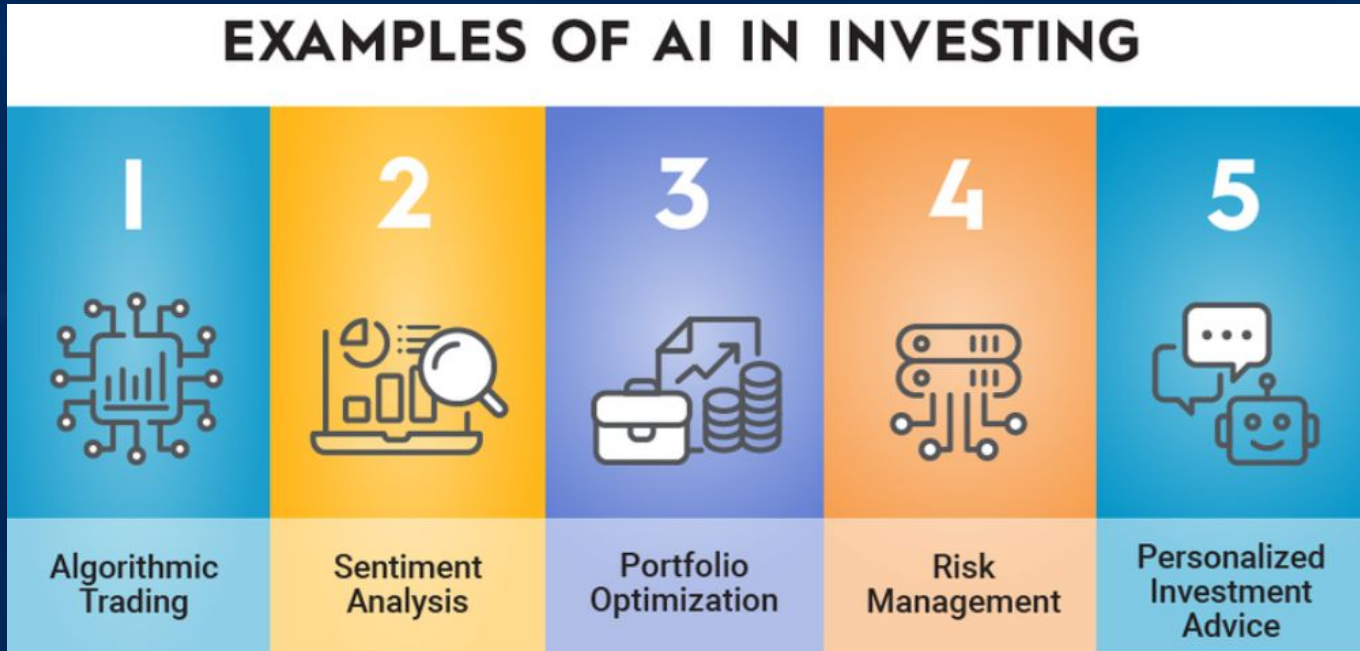 EXAMPLES OF AI IN INVESTING
1
2
3
4
5
Algorithmic
Trading
Sentiment
Analysis
Portfolio
Optimization
Risk
Management
Personalized
Investment
Advice